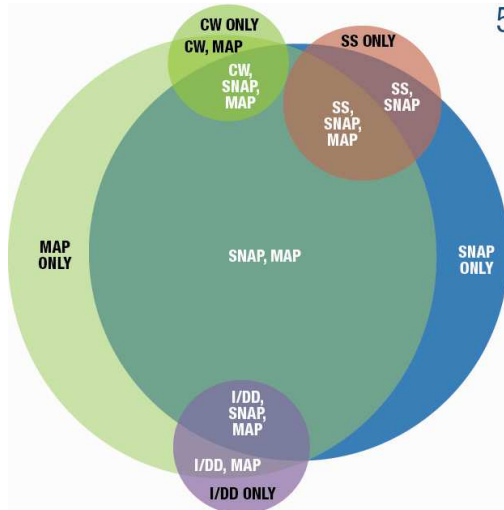 5
CW ONLY
CW, MAP
CW,
SNAP,
MAP
SS ONLY
SS,
SNAP
SS,
SNAP,
MAP
MAP
ONLY
SNAP, MAP
SNAP
ONLY
I/DD,
SNAP,
MAP
I/DD, MAP
I/DD ONLY